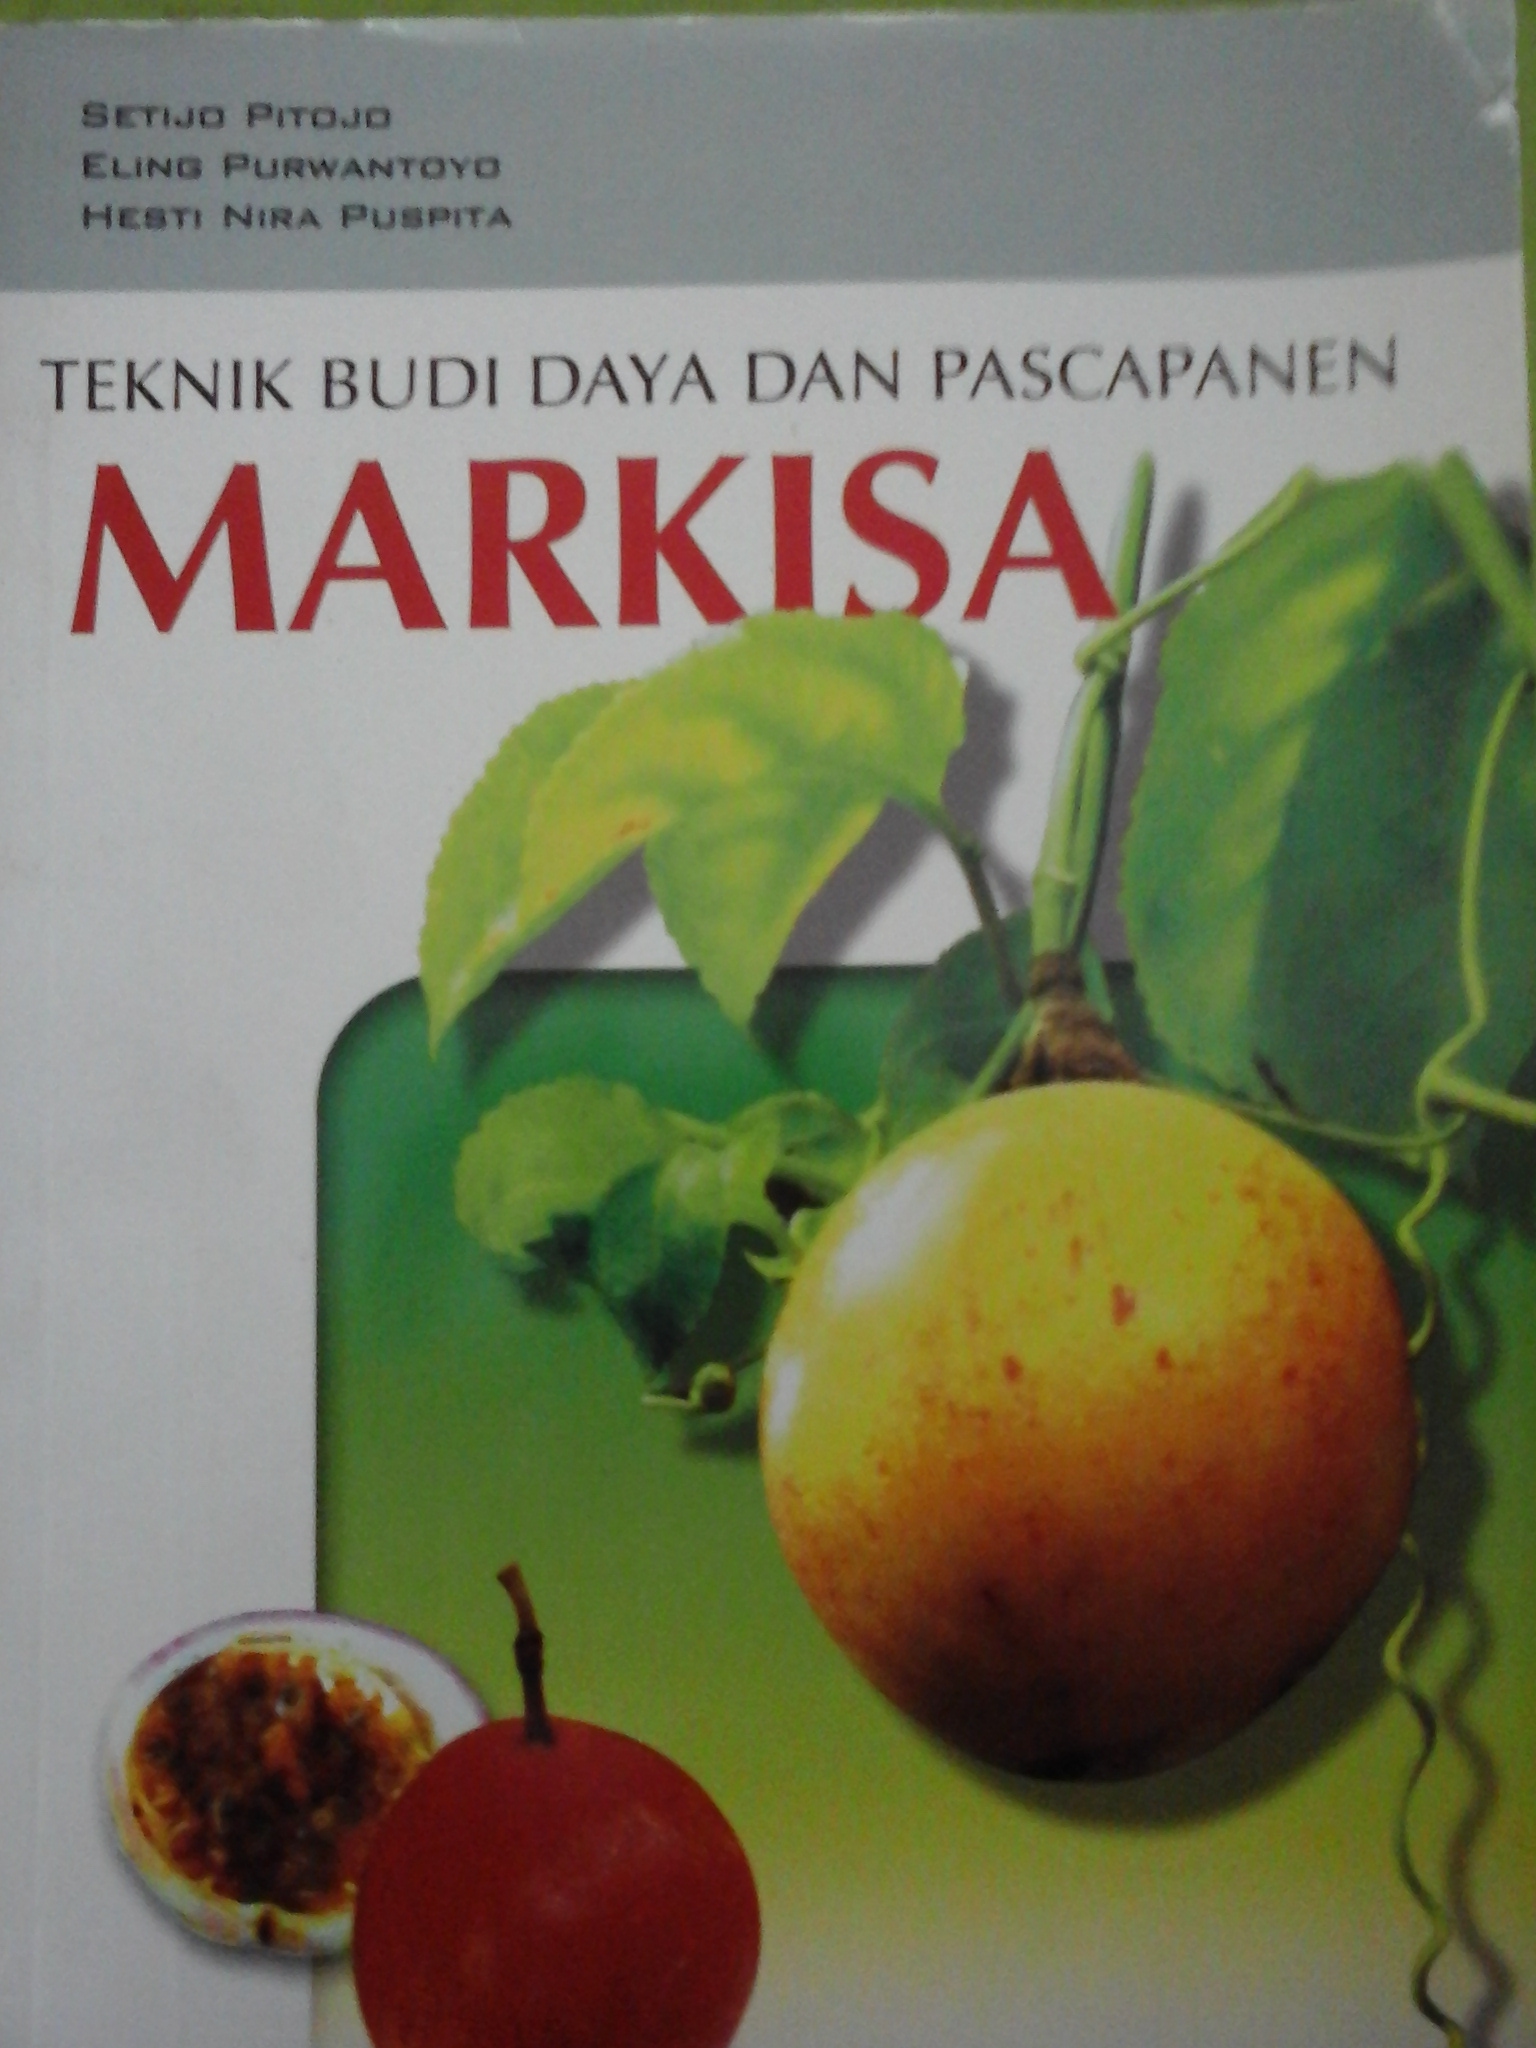 SETIJO PITOJO
ELING PURWANTOYO
HESTI NIRA PUSPITA
TEKNIK BUDI DAYA DAN PASCAPANEN
MARKISA